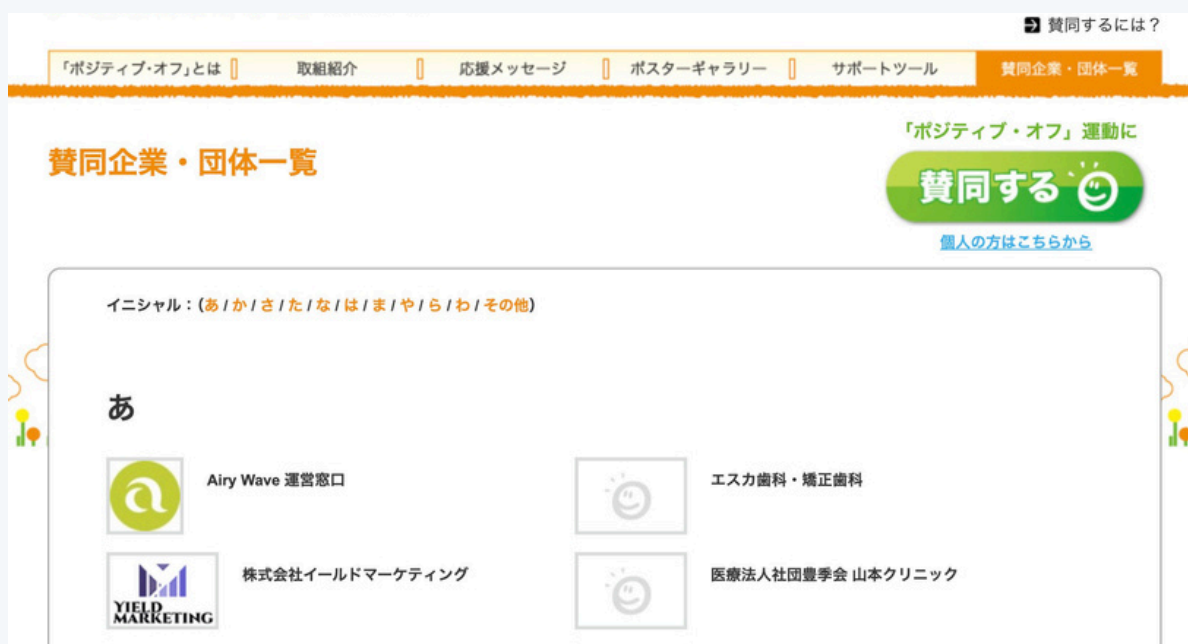 賛同するには？
「ポジティブ・オフ」とは
取組紹介
応援メッセージ
ポスターギャラリー
サポートツール
賛同企業・団体一覧
賛同企業・団体一覧
「ポジティブ・オフ」運動に
賛同する
個人の方はこちらから
イニシャル：(あ / か / さ / た / な / は / ま / や / ら / わ / その他)
あ
Airy Wave 運営窓口
エスカ歯科・矯正歯科
YIELD
MARKETING
株式会社イールドマーケティング
医療法人社団豊季会 山本クリニック